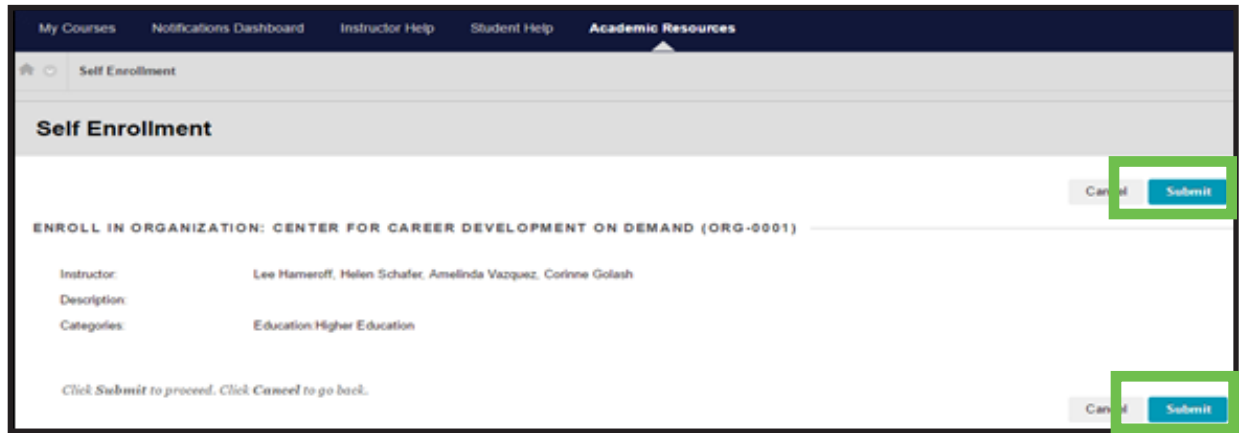 My Courses Notifications Dashboard Instructor Help Student Help Academic Resources
Self Enrollment
Self Enrollment
Cancel Submit
ENROLL IN ORGANIZATION: CENTER FOR CAREER DEVELOPMENT ON DEMAND (ORG-0001)
Instructor: Lee Hameroff, Helen Schafer, Amelinda Vazquez, Corinne Golash
Description:
Categories: Education:Higher Education
Click Submit to proceed. Click Cancel to go back.
Cancel Submit